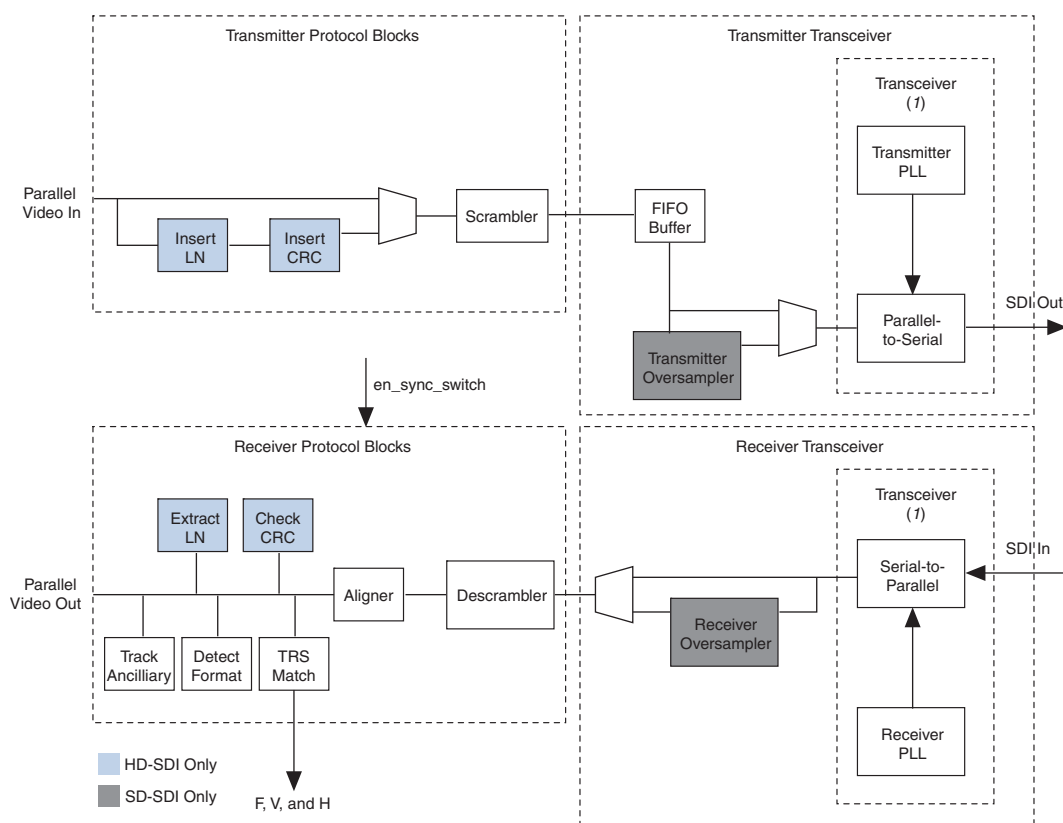 Transmitter Protocol Blocks
Transmitter Transceiver
Transceiver
(1)
Transmitter
PLL
Parallel
Video In
Insert
LN
Insert
CRC
Scrambler
FIFO
Buffer
Transmitter
Oversampler
Parallel-
to-Serial
SDI Out
en_sync_switch
Receiver Protocol Blocks
Receiver Transceiver
Transceiver
(1)
Extract
LN
Check
CRC
Serial-to-
Parallel
SDI In
Parallel
Video Out
Aligner
Descrambler
Receiver
Oversampler
Track
Ancilliary
Detect
Format
TRS
Match
Receiver
PLL
HD-SDI Only
SD-SDI Only
F, V, and H